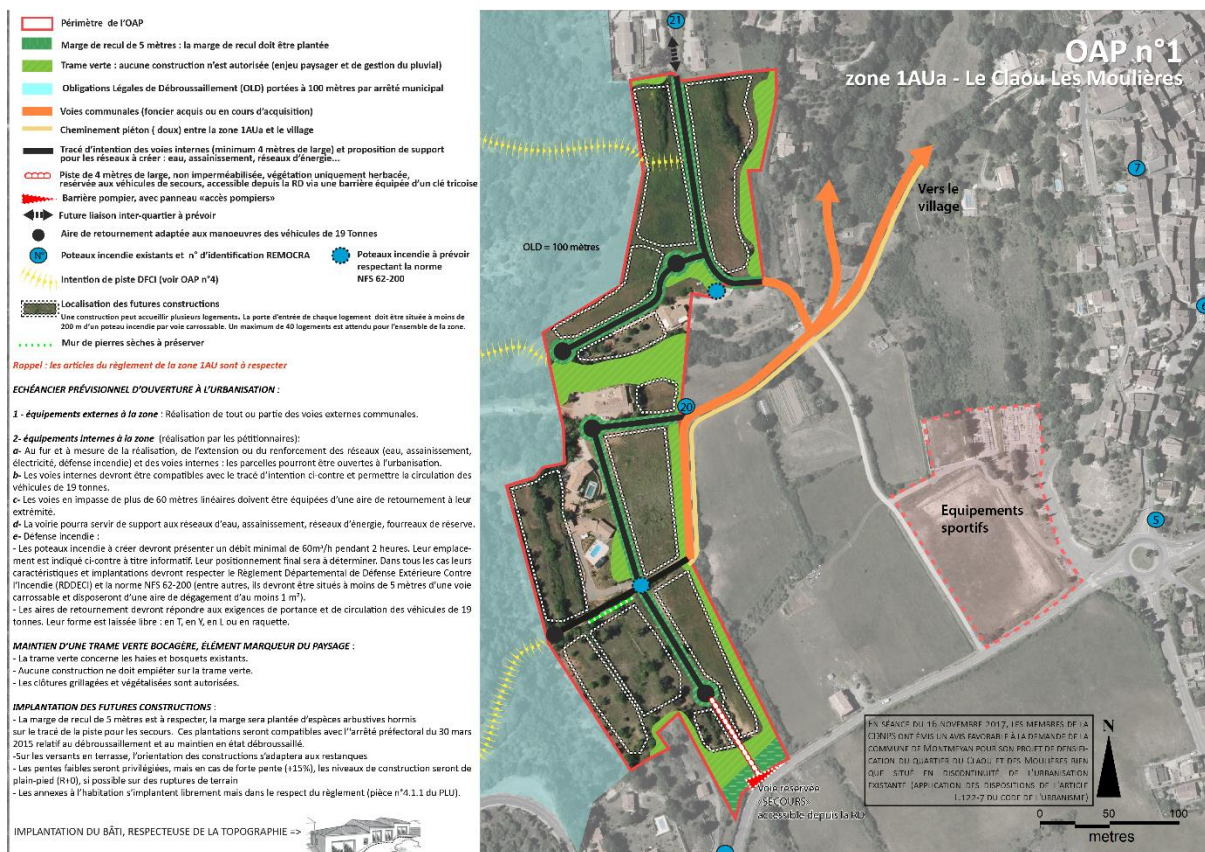 Périmètre de l'OAP
Marge de recul de 5 mètres : la marge de recul doit être plantée
Trame verte : aucune construction n'est autorisée (enjeu paysager et de gestion du pluvial)
Obligations Légales de Débroussaillement (OLD) portées à 100 mètres par arrêté municipal
Voies communales (foncier acquis ou en cours d'acquisition)
Cheminement piéton ( doux) entre la zone 1AUa et le village
Tracé d'intention des voies internes (minimum 4 mètres de large) et proposition de support
pour les réseaux à créer : eau, assainissement, réseaux d'énergie...
Piste de 4 mètres de large, non imperméabilisée, végétation uniquement herbacée,
resérvée aux véhicules de secours, accessible depuis la RD via une barrière équipée d'un clé tricoise
Barrière pompier, avec panneau «accès pompiers»
Future liaison inter-quartier à prévoir
Aire de retournement adaptée aux manoeuvres des véhicules de 19 Tonnes
N°
Poteaux incendie existants et n° d'identification REMOCRA
Poteaux incendie à prévoir
respectant la norme
NFS 62-200
Intention de piste DFCI (voir OAP n°4)
Localisation des futures constructions
Une construction peut accueillir plusieurs logements. La porte d'entrée de chaque logement doit être située à moins de
200 m d'un poteau incendie par voie carrossable. Un maximum de 40 logements est attendu pour l'ensemble de la zone.
Mur de pierres sèches à préserver
Rappel : les articles du règlement de la zone 1AU sont à respecter
ECHÉANCIER PRÉVISIONNEL D'OUVERTURE À L'URBANISATION :
1 - équipements externes à la zone : Réalisation de tout ou partie des voies externes communales.
2- équipements internes à la zone (réalisation par les pétitionnaires):
a- Au fur et à mesure de la réalisation, de l'extension ou du renforcement des réseaux (eau, assainissement,
électricité, défense incendie) et des voies internes : les parcelles pourront être ouvertes à l'urbanisation.
b- Les voies internes devront être compatibles avec le tracé d'intention ci-contre et permettre la circulation des
véhicules de 19 tonnes.
c- Les voies en impasse de plus de 60 mètres linéaires doivent être équipées d'une aire de retournement à leur
extrémité.
d- La voirie pourra servir de support aux réseaux d'eau, assainissement, réseaux d'énergie, fourreaux de réserve.
e- Défense incendie :
- Les poteaux incendie à créer devront présenter un débit minimal de 60m³/h pendant 2 heures. Leur emplace-
ment est indiqué ci-contre à titre informatif. Leur positionnement final sera à déterminer. Dans tous les cas leurs
caractéristiques et implantations devront respecter le Règlement Départemental de Défense Extérieure Contre
l'Incendie (RDDECI) et la norme NFS 62-200 (entre autres, ils devront être situés à moins de 5 mètres d'une voie
carrossable et disposeront d'une aire de dégagement d'au moins 1 m²).
- Les aires de retournement devront répondre aux exigences de portance et de circulation des véhicules de 19
tonnes. Leur forme est laissée libre : en T, en Y, en L ou en raquette.
MAINTIEN D'UNE TRAME VERTE BOCAGÈRE, ÉLÉMENT MARQUEUR DU PAYSAGE :
- La trame verte concerne les haies et bosquets existants.
- Aucune construction ne doit empiéter sur la trame verte.
- Les clôtures grillagées et végétalisées sont autorisées.
IMPLANTATION DES FUTURES CONSTRUCTIONS :
- La marge de recul de 5 mètres est à respecter, la marge sera plantée d'espèces arbustives hormis
sur le tracé de la piste pour les secours. Ces plantations seront compatibles avec l'"arrêté préfectoral du 30 mars
2015 relatif au débroussaillement et au maintien en état débroussaillé.
-Sur les versants en terrasse, l'orientation des constructions s'adaptera aux restanques
- Les pentes faibles seront privilégiées, mais en cas de forte pente (+15%), les niveaux de construction seront de
plain-pied (R+0), si possible sur des ruptures de terrain
- Les annexes à l'habitation s'implantent librement mais dans le respect du règlement (pièce n°4.1.1 du PLU).
IMPLANTATION DU BÂTI, RESPECTEUSE DE LA TOPOGRAPHIE =>
OAP n°1
zone 1AUa - Le Claou Les Moulières
21
7
Vers le
village
OLD = 100 mètres
6
20
Equipements
sportifs
5
Voie réservée
«SECOURS»
accessible depuis la RD
EN SÉANCE DU 16 NOVEMBRE 2017, LES MEMBRES DE LA
CDNPS ONT ÉMIS UN AVIS FAVORABLE À LA DEMANDE DE LA
COMMUNE DE MONTMEYAN POUR SON PROJET DE DENSIFI-
CATION DU QUARTIER DU CLAOU ET DES MOULIÈRES BIEN
QUE SITUÉ EN DISCONTINUITÉ DE L'URBANISATION
EXISTANTE (APPLICATION DES DISPOSITIONS DE L'ARTICLE
L.122-7 DU CODE DE L'URBANISME)
N
0 50 100
metres